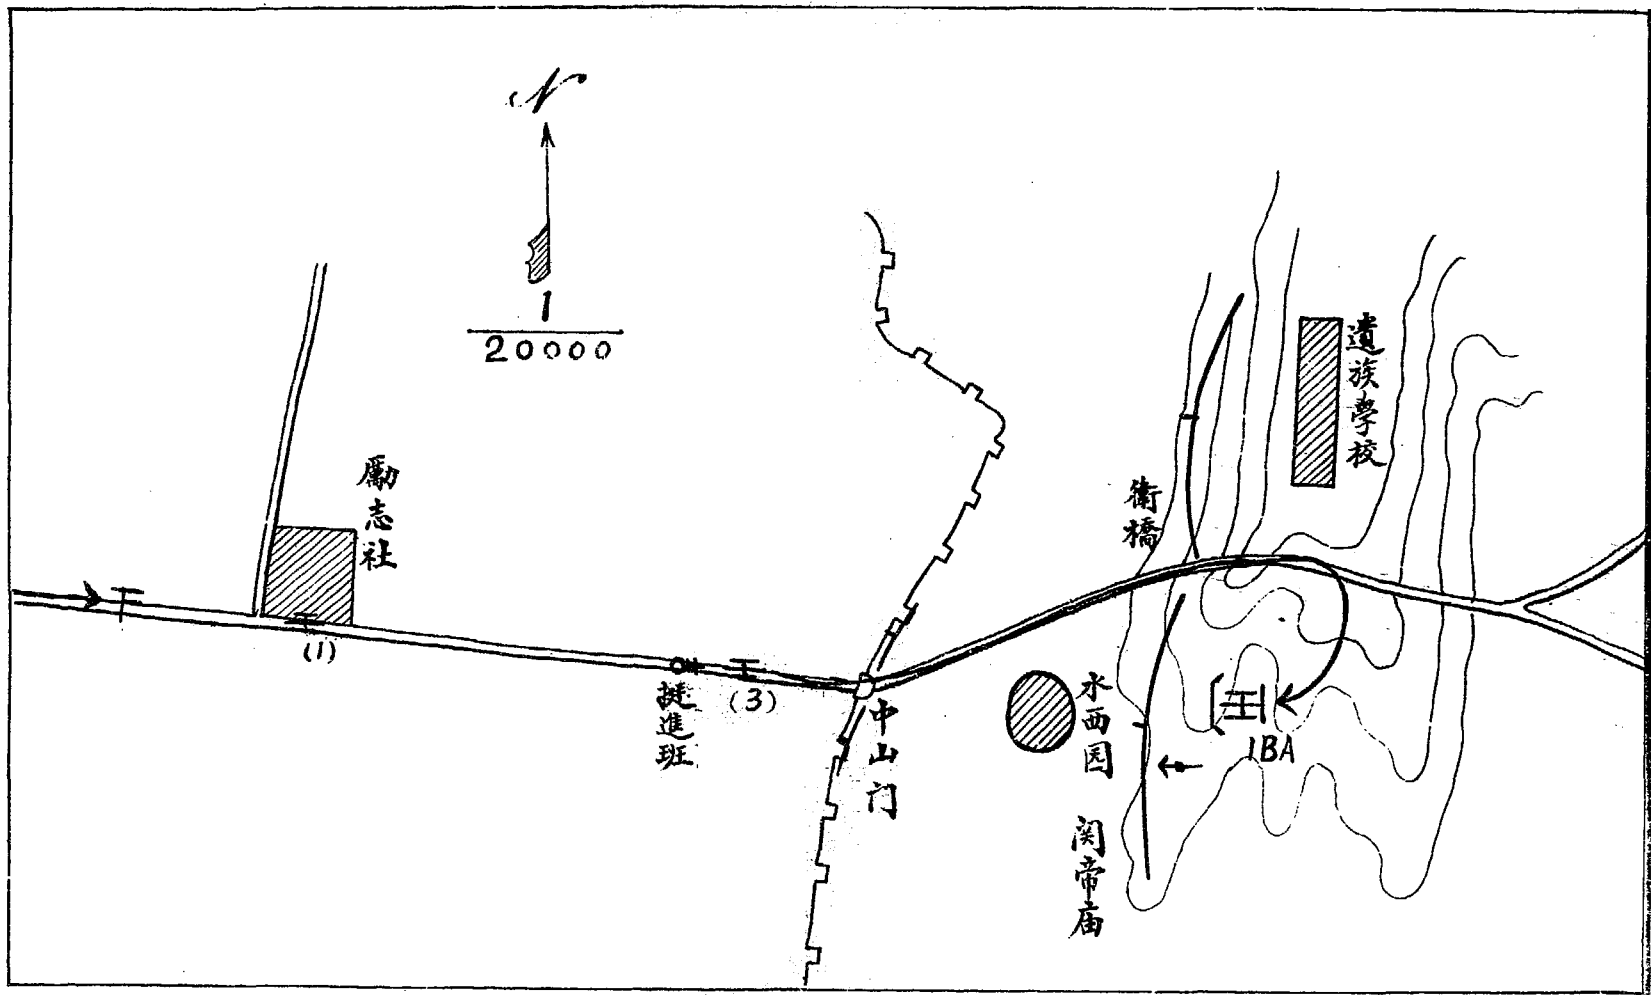 N
1
20000
遺族學校
衛橋
勵志社
(1)
挺進班
(3)
中山门
水西园
1BA
関帝庙